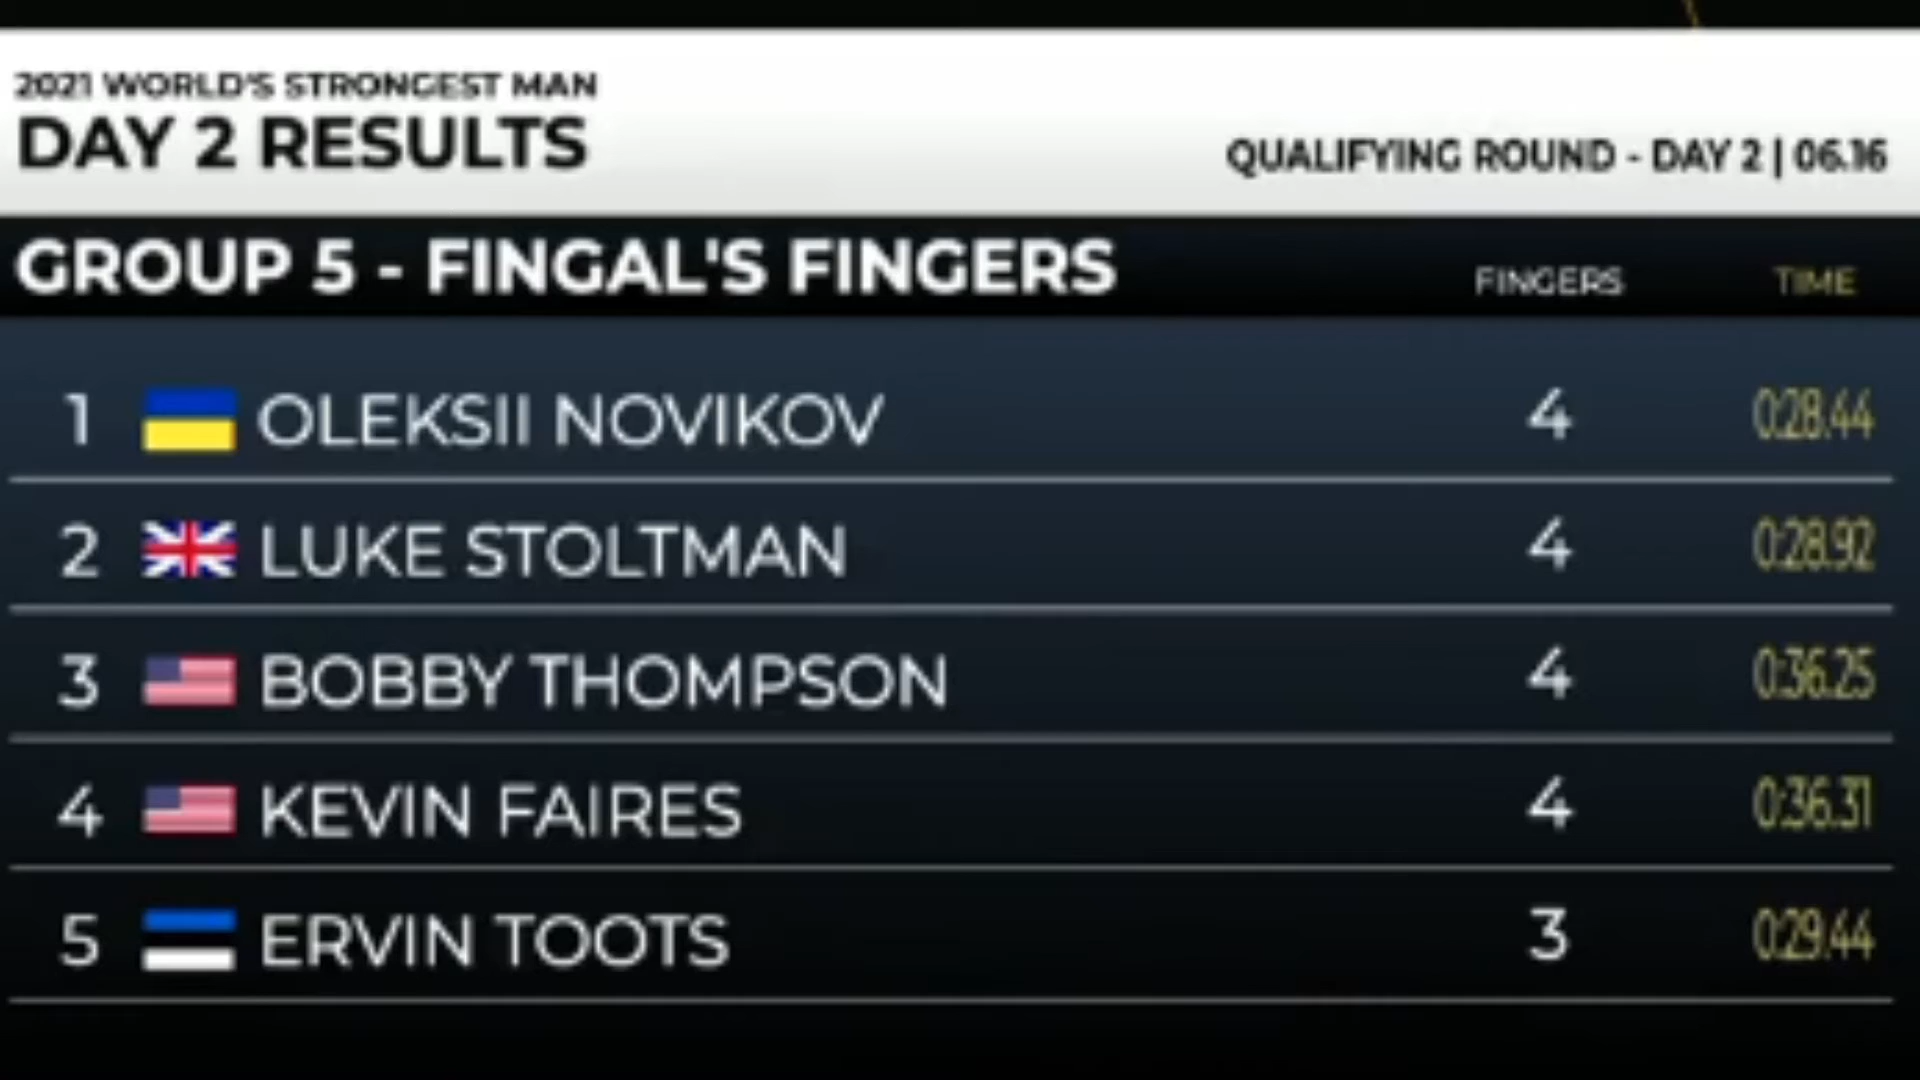 2021 WORLD'S STRONGEST MAN
DAY 2 RESULTS
QUALIFYING ROUND - DAY 2 | 06.16
GROUP 5 - FINGAL'S FINGERS FINGERS TIME
1 OLEKSII NOVIKOV 4 0:28.44
2 LUKE STOLTMAN 4 0:28.92
3 BOBBY THOMPSON 4 0:36.25
4 KEVIN FAIRES 4 0:36.31
5 ERVIN TOOTS 3 0:29.44